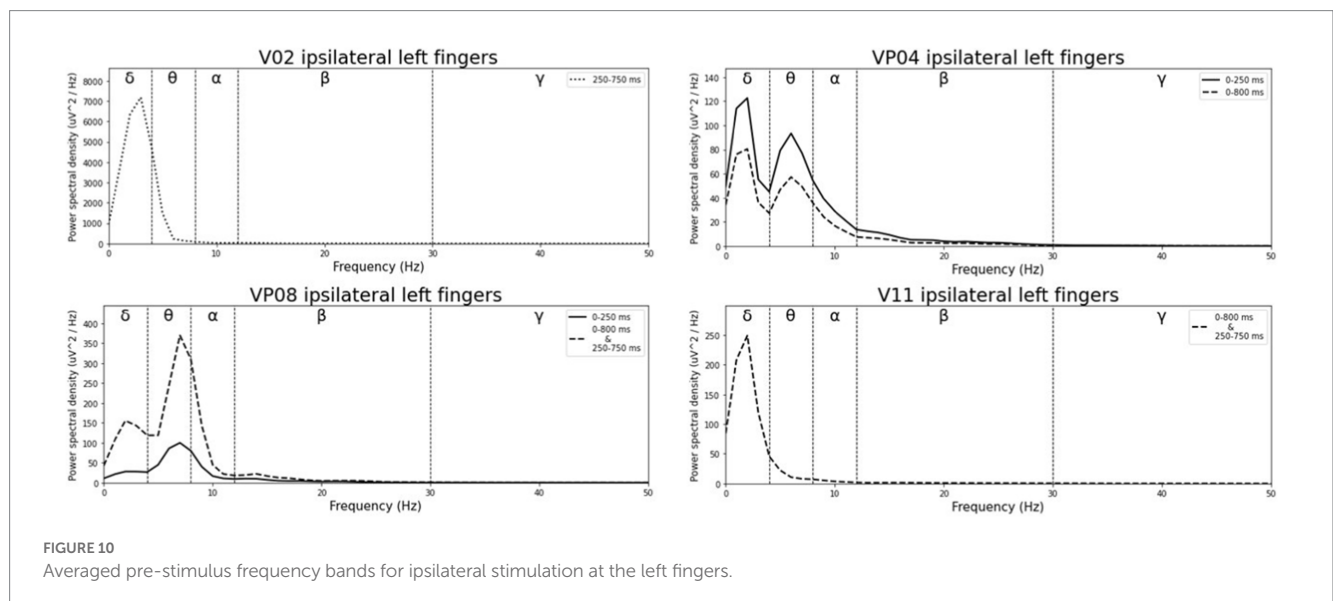 V02 ipsilateral left fingers
δ θ α β γ
250-750 ms
Power spectral density (uV^2 / Hz)
8000
7000
6000
5000
4000
3000
2000
1000
0
0 10 20 30 40 50
Frequency (Hz)
VP04 ipsilateral left fingers
δ θ α β γ
0-250 ms
0-800 ms
Power spectral density (uV^2 / Hz)
140
120
100
80
60
40
20
0
0 10 20 30 40 50
Frequency (Hz)
VP08 ipsilateral left fingers
δ θ α β γ
0-250 ms
0-800 ms
&
250-750 ms
Power spectral density (uV^2 / Hz)
400
350
300
250
200
150
100
50
0
0 10 20 30 40 50
Frequency (Hz)
V11 ipsilateral left fingers
δ θ α β γ
0-800 ms
&
250-750 ms
Power spectral density (uV^2 / Hz)
250
200
150
100
50
0
0 10 20 30 40 50
Frequency (Hz)
FIGURE 10
Averaged pre-stimulus frequency bands for ipsilateral stimulation at the left fingers.